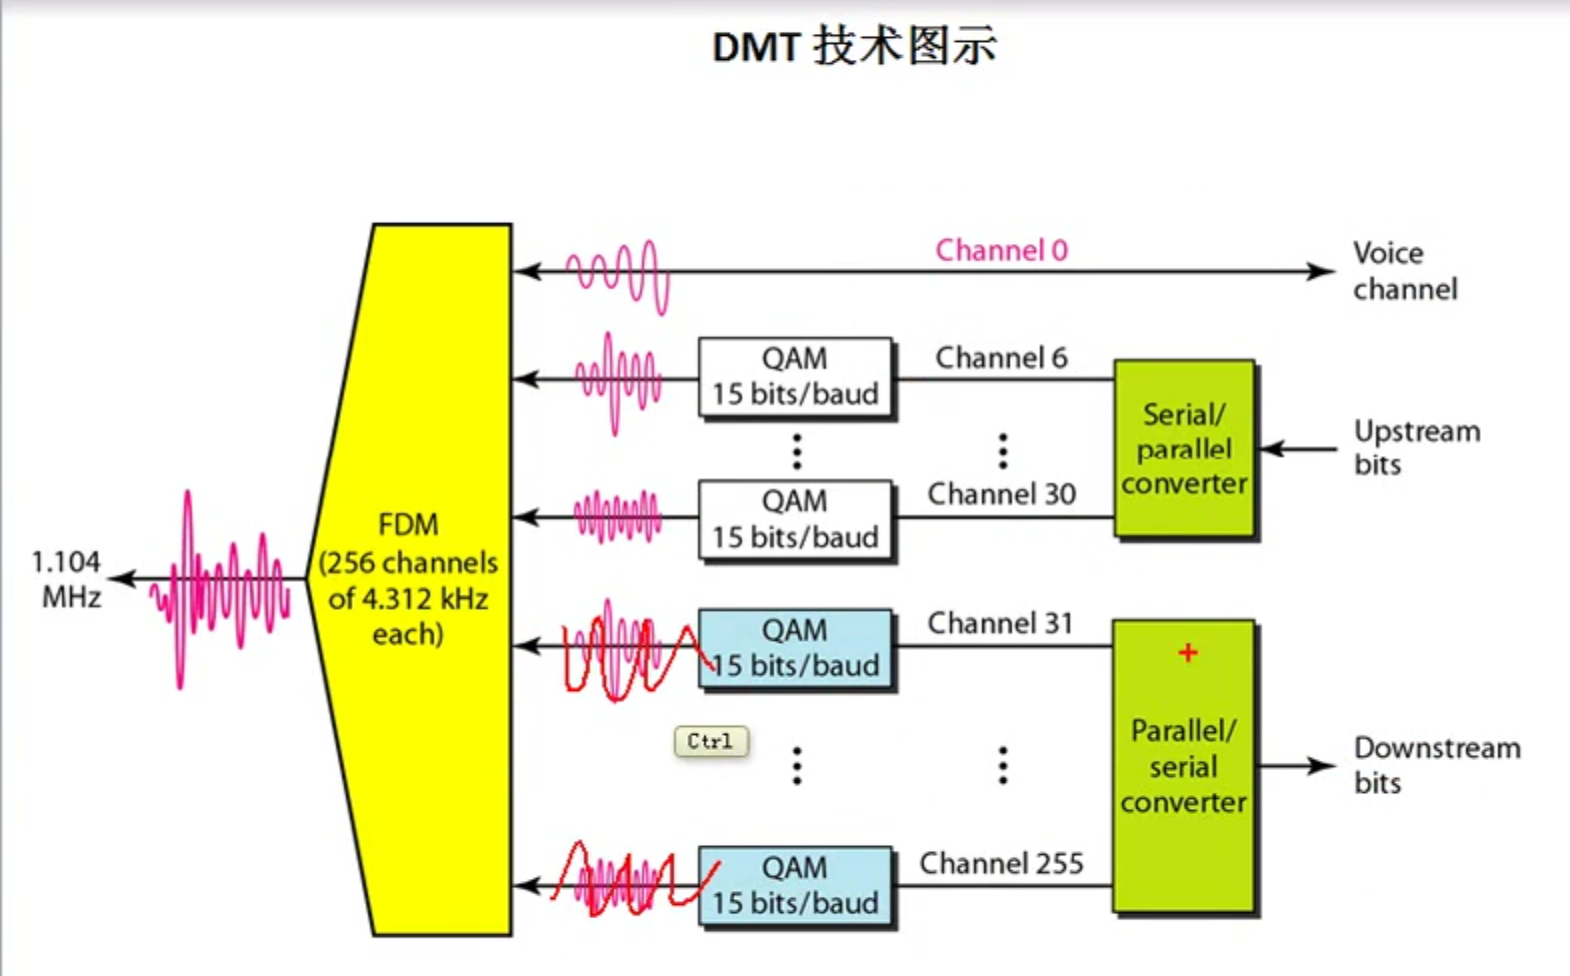 DMT 技术图示
Channel 0
Voice
channel
QAM
15 bits/baud
Channel 6
Serial/
parallel
converter
Upstream
bits
QAM
15 bits/baud
Channel 30
1.104
MHz
FDM
(256 channels
of 4.312 kHz
each)
QAM
15 bits/baud
Channel 31
+
Parallel/
serial
converter
Downstream
bits
Ctrl
QAM
15 bits/baud
Channel 255